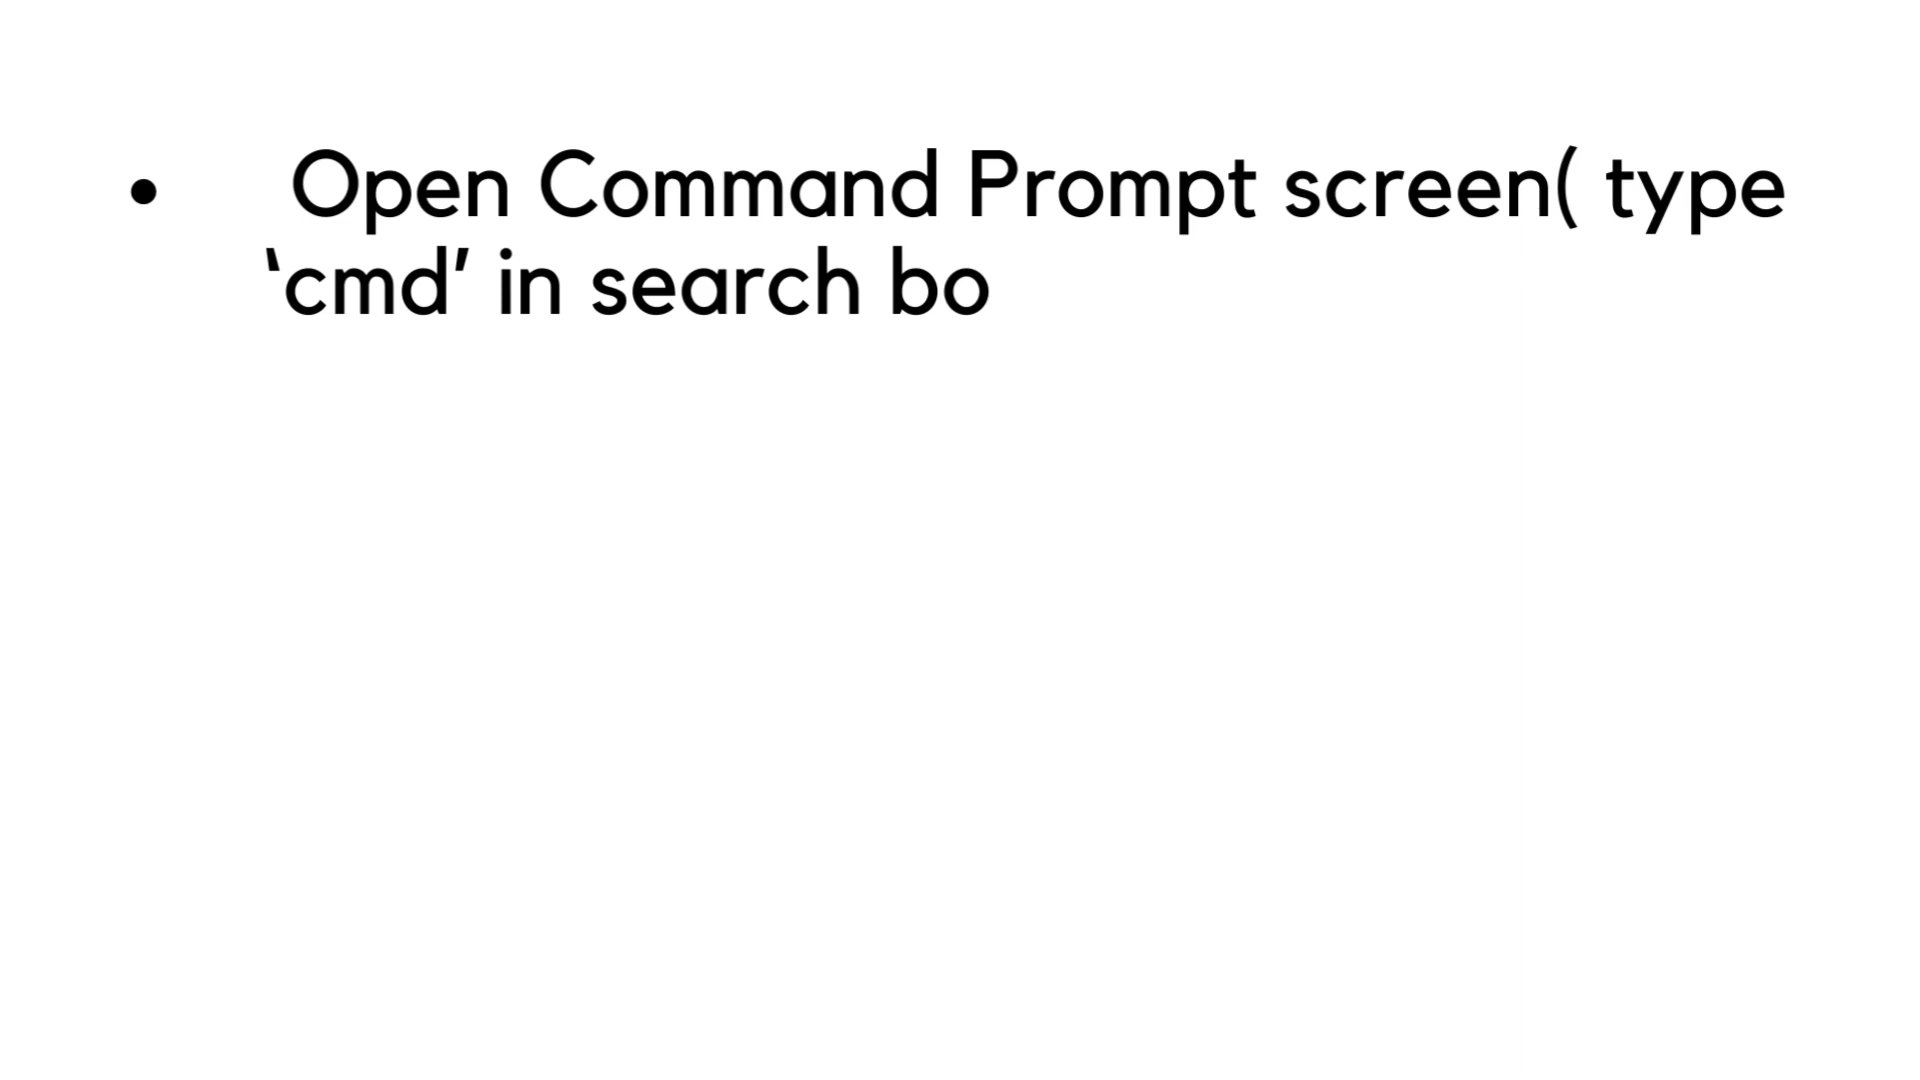 • Open Command Prompt screen( type
‘cmd’ in search bo